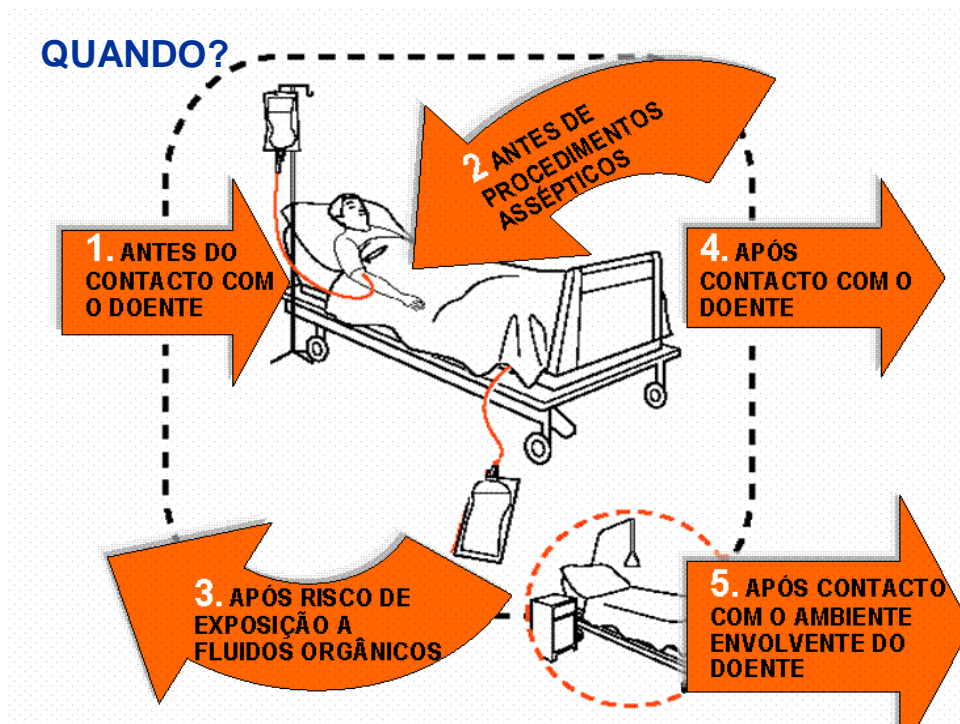 QUANDO?
1. ANTES DO
CONTACTO COM
O DOENTE
2 ANTES DE
PROCEDIMENTOS
ASSÉPTICOS
3. APÓS RISCO DE
EXPOSIÇÃO A
FLUIDOS ORGÂNICOS
4. APÓS
CONTACTO COM O
DOENTE
5. APÓS CONTACTO
COM O AMBIENTE
ENVOLVENTE DO
DOENTE